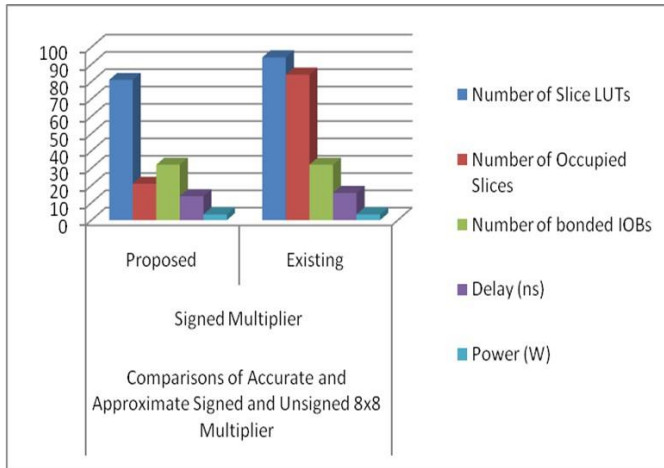 100
90
80
70
60
50
40
30
20
10
0
Proposed
Existing
Signed Multiplier
Comparisons of Accurate and
Approximate Signed and Unsigned 8x8
Multiplier
Number of Slice LUTs
Number of Occupied
Slices
Number of bonded IOBs
Delay (ns)
Power (W)